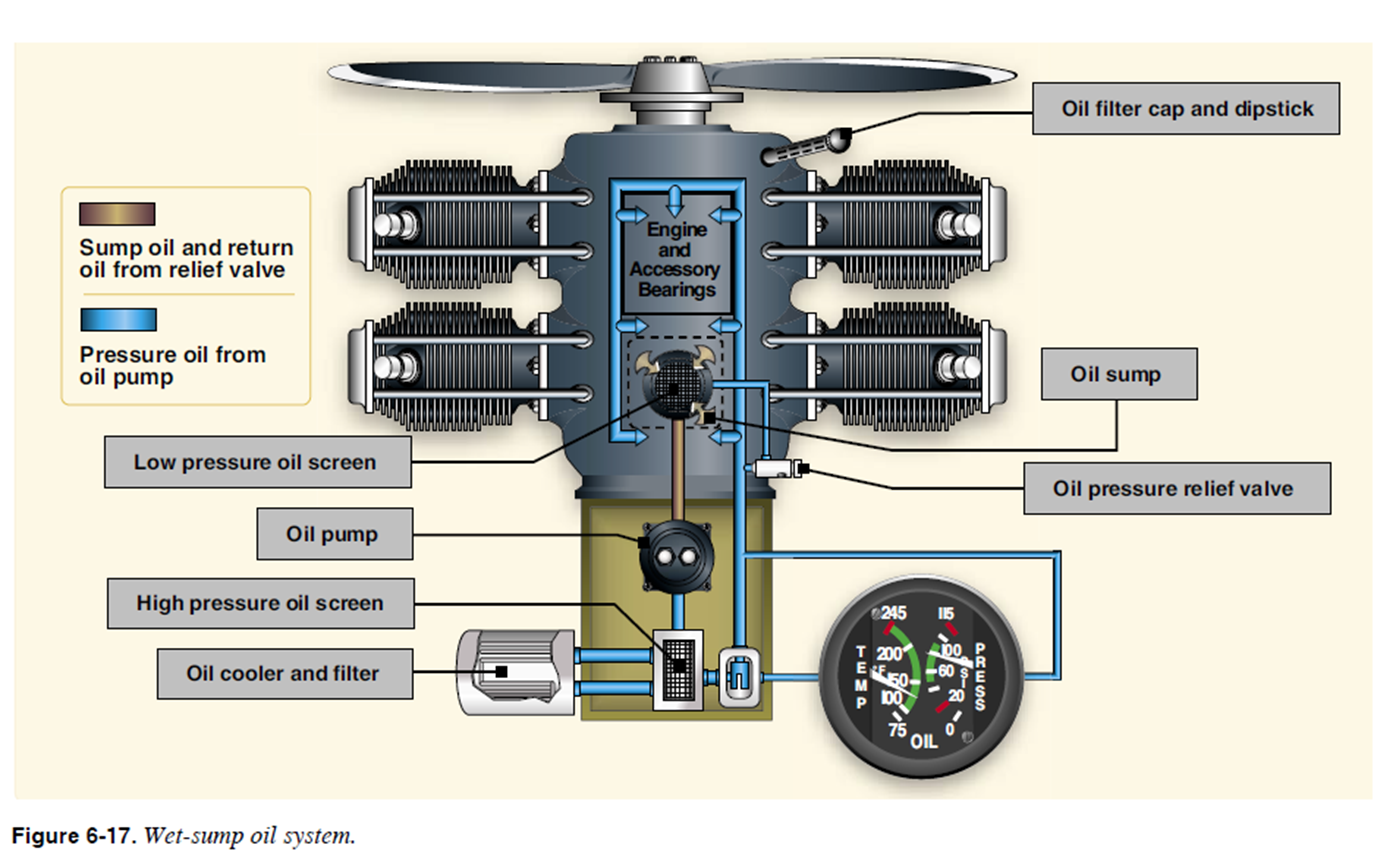 Oil filter cap and dipstick
Sump oil and return
oil from relief valve
Pressure oil from
oil pump
Engine
and
Accessory
Bearings
Oil sump
Low pressure oil screen
Oil pressure relief valve
Oil pump
High pressure oil screen
Oil cooler and filter
TEMP
245
200
°F
150
100
75
115
100
60
20
0
PSI
PRESS
OIL
Figure 6-17. Wet-sump oil system.